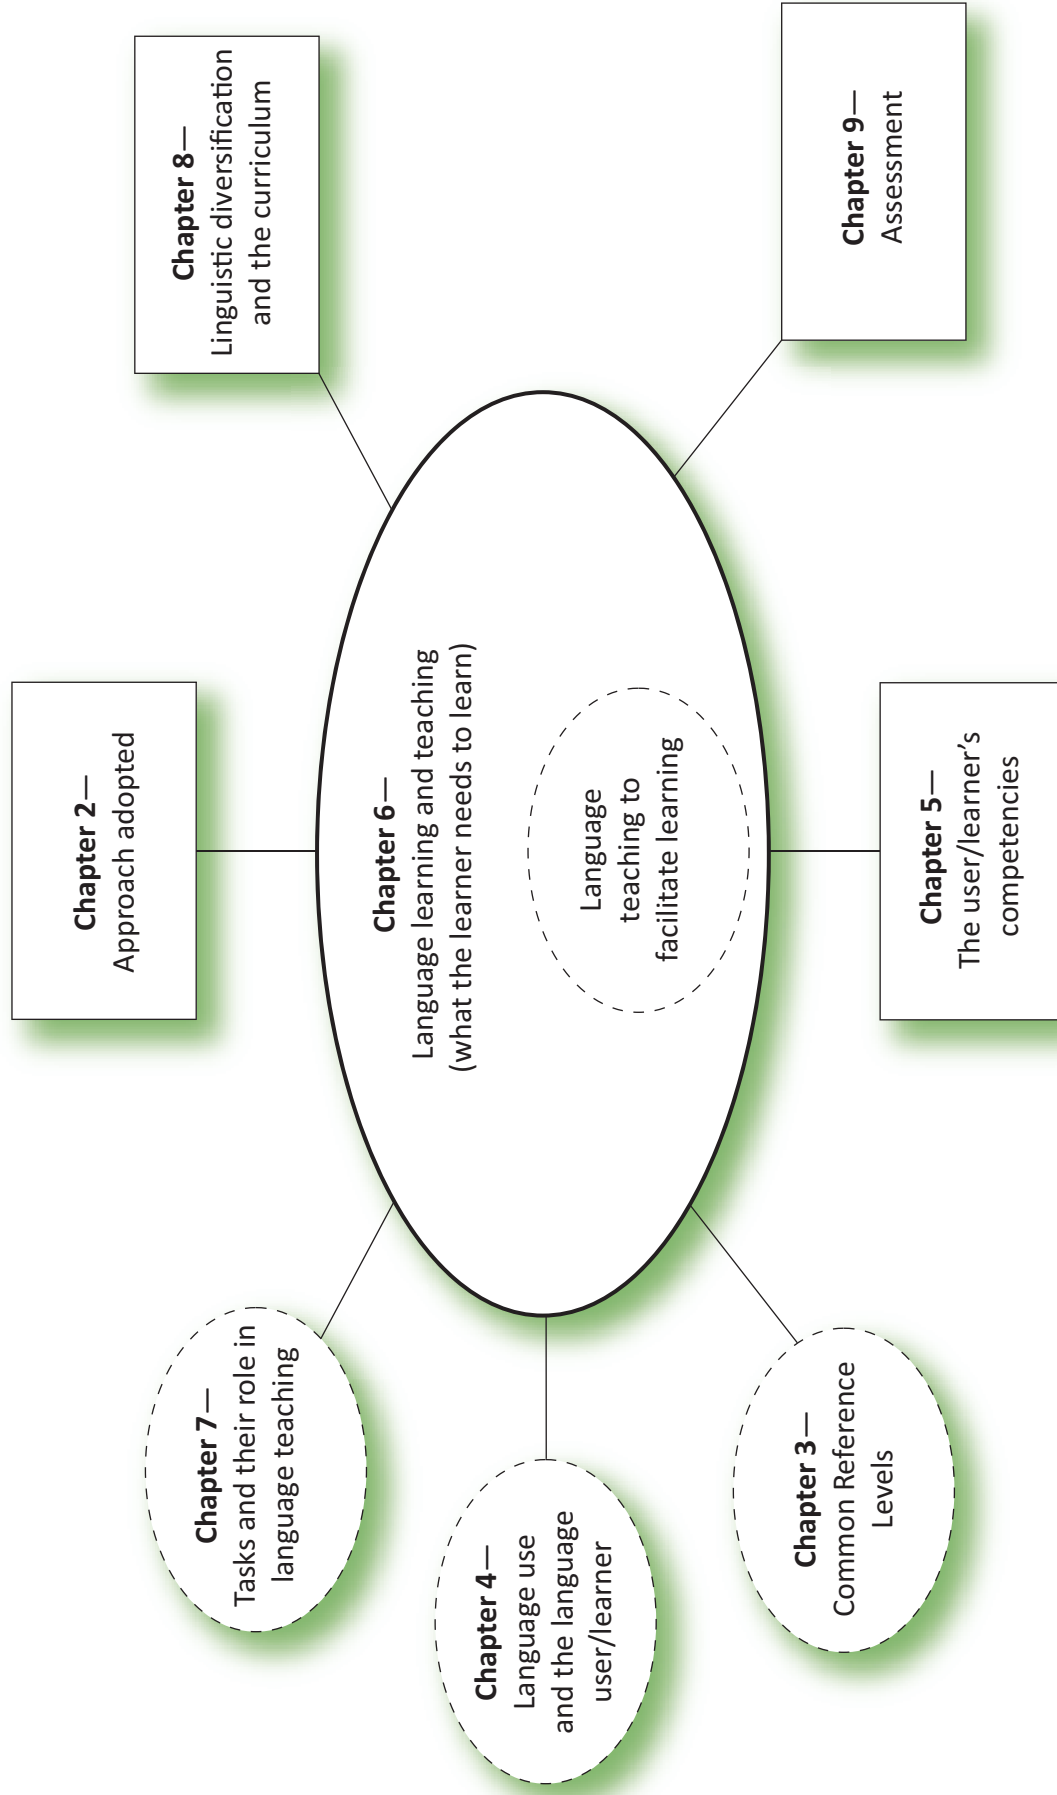 Chapter 2—
Approach adopted
Chapter 7—
Tasks and their role in
language teaching
Chapter 8—
Linguistic diversification
and the curriculum
Chapter 4—
Language use
and the language
user/learner
Chapter 6—
Language learning and teaching
(what the learner needs to learn)
Language
teaching to
facilitate learning
Chapter 3—
Common Reference
Levels
Chapter 5—
The user/learner’s
competencies
Chapter 9—
Assessment